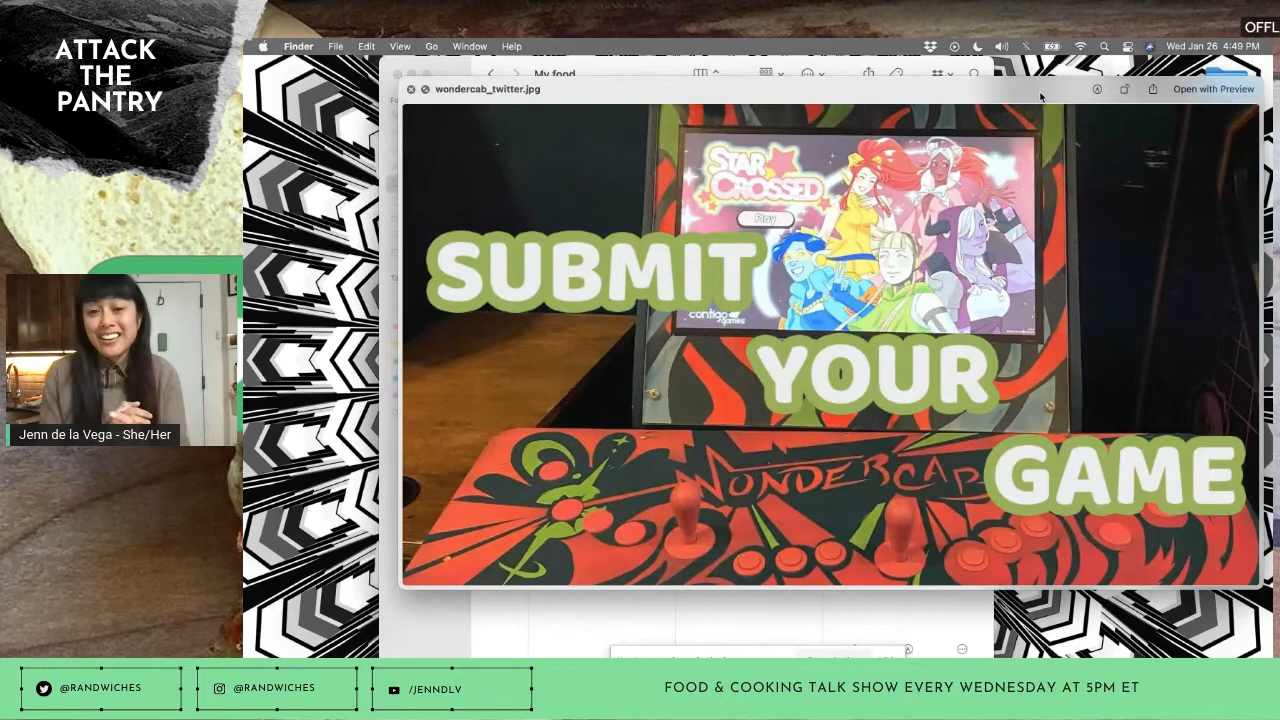 ATTACK
THE
PANTRY
OFFL
Finder File Edit View Go Window Help
Wed Jan 26 4:49 PM
My food
wondercab_twitter.jpg
Open with Preview
STAR
CROSSED
Play
SUBMIT
contigo
games
YOUR
WONDERCAB
GAME
Jenn de la Vega - She/Her
@RANDWICHES
@RANDWICHES
/JENNDLV
FOOD & COOKING TALK SHOW EVERY WEDNESDAY AT 5PM ET